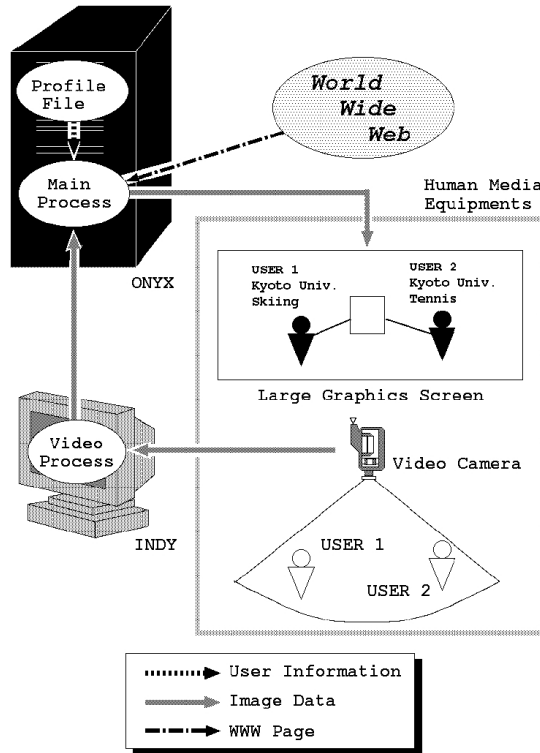 Profile
File
World
Wide
Web
Main
Process
Human Media
Equipments
ONYX
USER 1
Kyoto Univ.
Skiing
USER 2
Kyoto Univ.
Tennis
Large Graphics Screen
Video
Process
Video Camera
INDY
USER 1
USER 2
User Information
Image Data
WWW Page